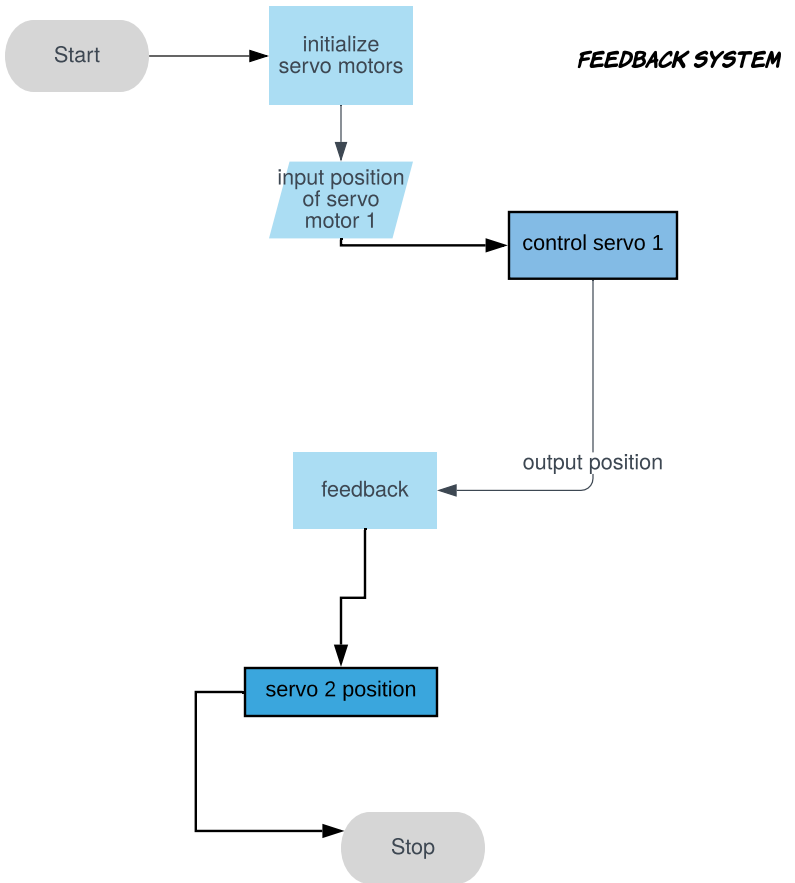 Start
initialize
servo motors
FEEDBACK SYSTEM
input position
of servo
motor 1
control servo 1
output position
feedback
servo 2 position
Stop